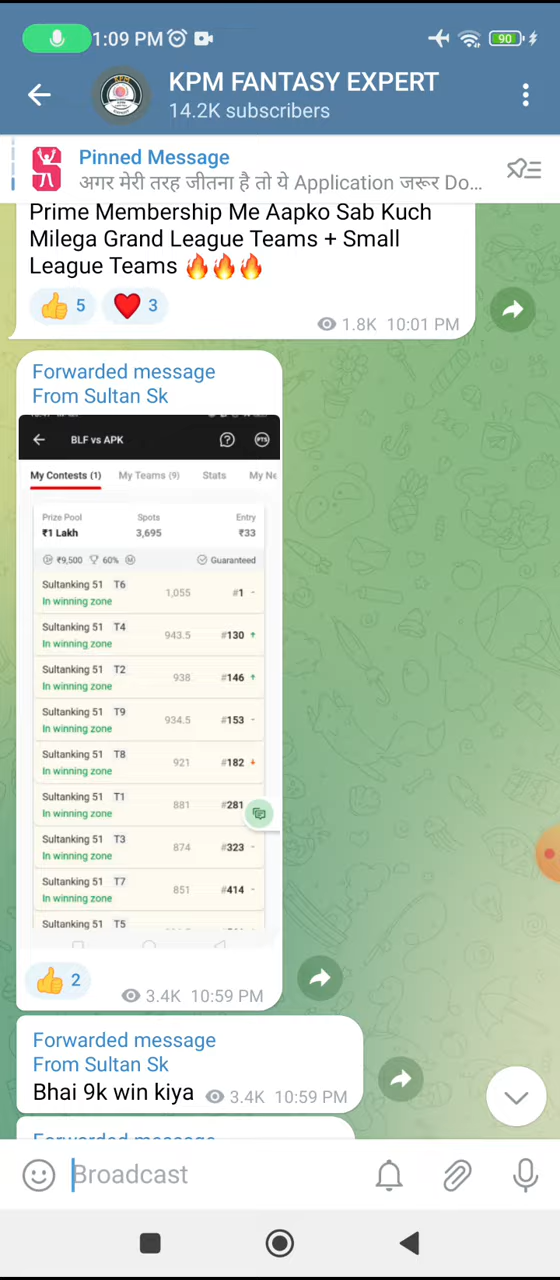 1:09 PM
90
KPM FANTASY EXPERT
14.2K subscribers
Pinned Message
अगर मेरी तरह जीतना है तो ये Application जरूर Do...
Prime Membership Me Aapko Sab Kuch
Milega Grand League Teams + Small
League Teams 🔥🔥🔥
👍 5 ❤️ 3
1.8K 10:01 PM
Forwarded message
From Sultan Sk
BLF vs APK
PTS
My Contests (1) My Teams (9) Stats My Ne
Prize Pool Spots Entry
₹1 Lakh 3,695 ₹33
₹9,500 60% M Guaranteed
Sultanking 51 T6 1,055 #1 -
In winning zone
Sultanking 51 T4 943.5 #130
In winning zone
Sultanking 51 T2 938 #146
In winning zone
Sultanking 51 T9 934.5 #153 -
In winning zone
Sultanking 51 T8 921 #182
In winning zone
Sultanking 51 T1 881 #281
In winning zone
Sultanking 51 T3 874 #323 -
In winning zone
Sultanking 51 T7 851 #414 -
In winning zone
Sultanking 51 T5
👍 2
3.4K 10:59 PM
Forwarded message
From Sultan Sk
Bhai 9k win kiya 3.4K 10:59 PM
Forwarded message
Broadcast